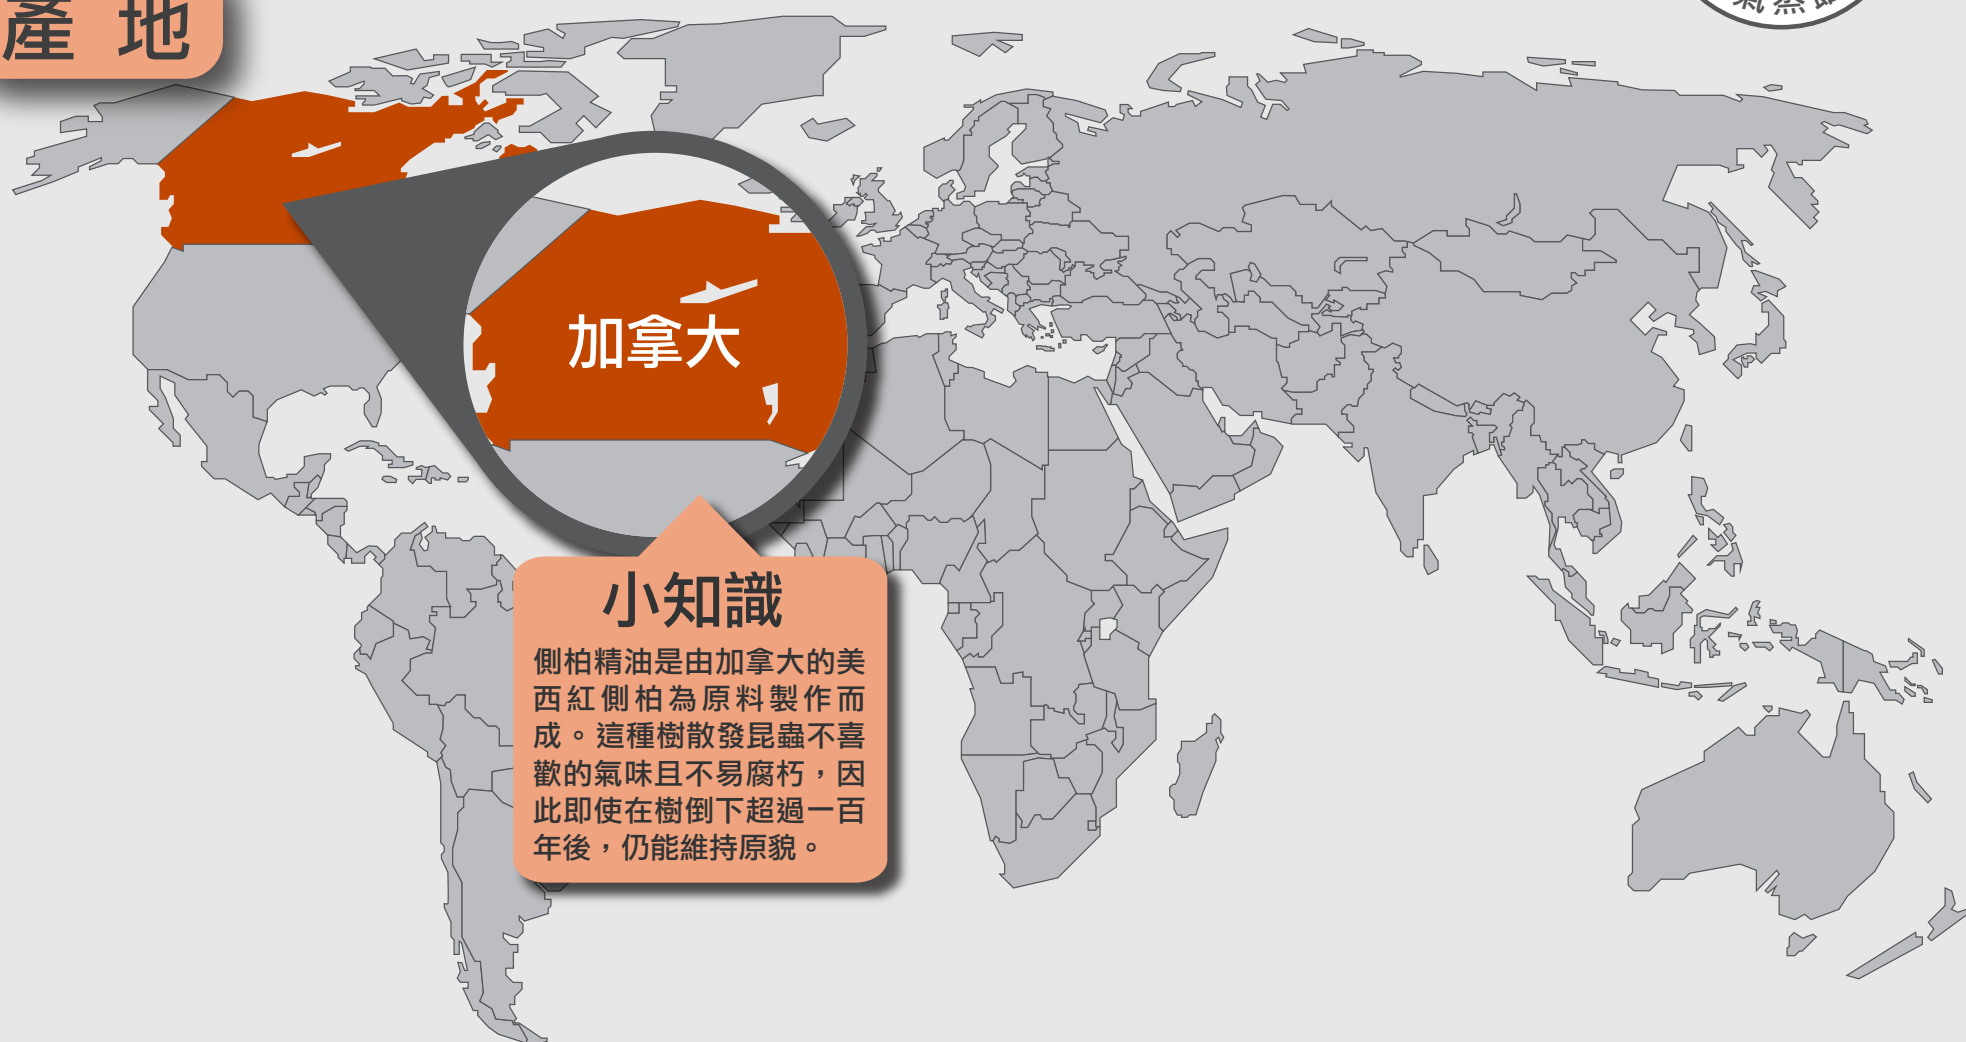 產地
加拿大
小知識
側柏精油是由加拿大的美
西紅側柏為原料製作而
成。這種樹散發昆蟲不喜
歡的氣味且不易腐朽，因
此即使在樹倒下超過一百
年後，仍能維持原貌。